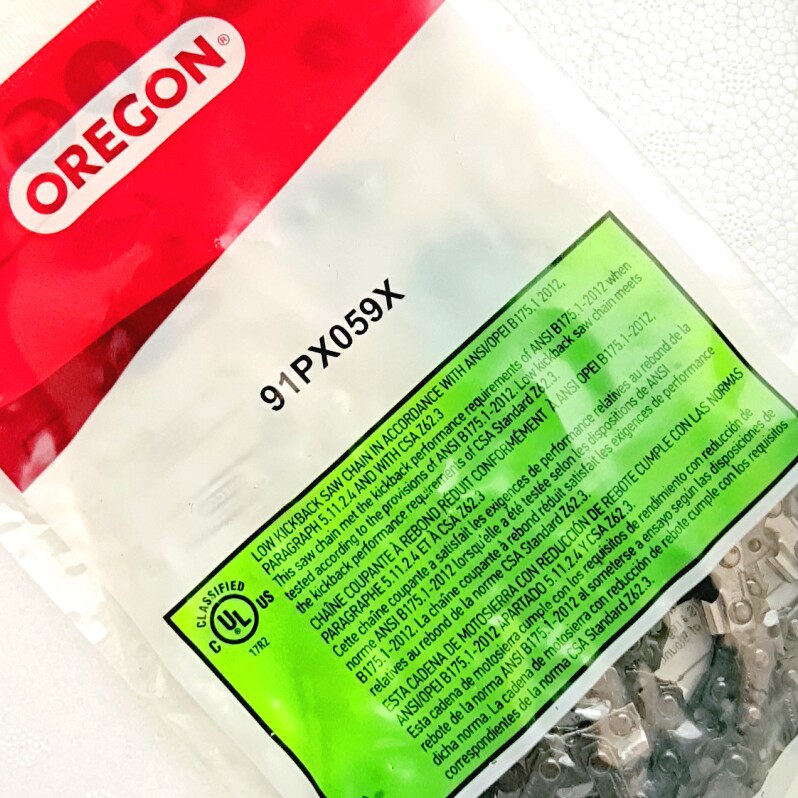 OREGON®
91PX059X
LOW KICKBACK SAW CHAIN IN ACCORDANCE WITH ANSI/OPEI B175.1 2012,
PARAGRAPH 5.11.2.4 AND WITH CSA Z62.3
This saw chain met the kickback performance requirements of ANSI B175.1-2012 when
tested according to the provisions of ANSI B175.1-2012. Low kickback saw chain meets
the kickback performance requirements of CSA Standard Z62.3.
CHAÎNE COUPANTE À REBOND RÉDUIT CONFORMÉMENT À ANSI OPEI B175.1-2012,
PARAGRAPHE 5.11.2.4 ET À CSA Z62.3
Cette chaîne coupante a satisfait les exigences de performance relatives au rebond de la
norme ANSI B175.1-2012 lorsqu'elle a été testée selon les dispositions de ANSI
B175.1-2012. La chaîne coupante à rebond réduit satisfait les exigences de performance
relatives au rebond de la norme CSA Standard Z62.3.
ESTA CADENA DE MOTOSIERRA CON REDUCCIÓN DE REBOTE CUMPLE CON LAS NORMAS
ANSI/OPEI B175.1-2012 APARTADO 5.11.2.4 Y CSA Z62.3
Esta cadena de motosierra cumple con los requisitos de rendimiento con reducción de
rebote de la norma ANSI B175.1-2012 al someterse a ensayo según las disposiciones de
dicha norma. La cadena de motosierra con reducción de rebote cumple con los requisitos
correspondientes de la norma CSA Standard Z62.3.
CLASSIFIED
C UL US
17R2